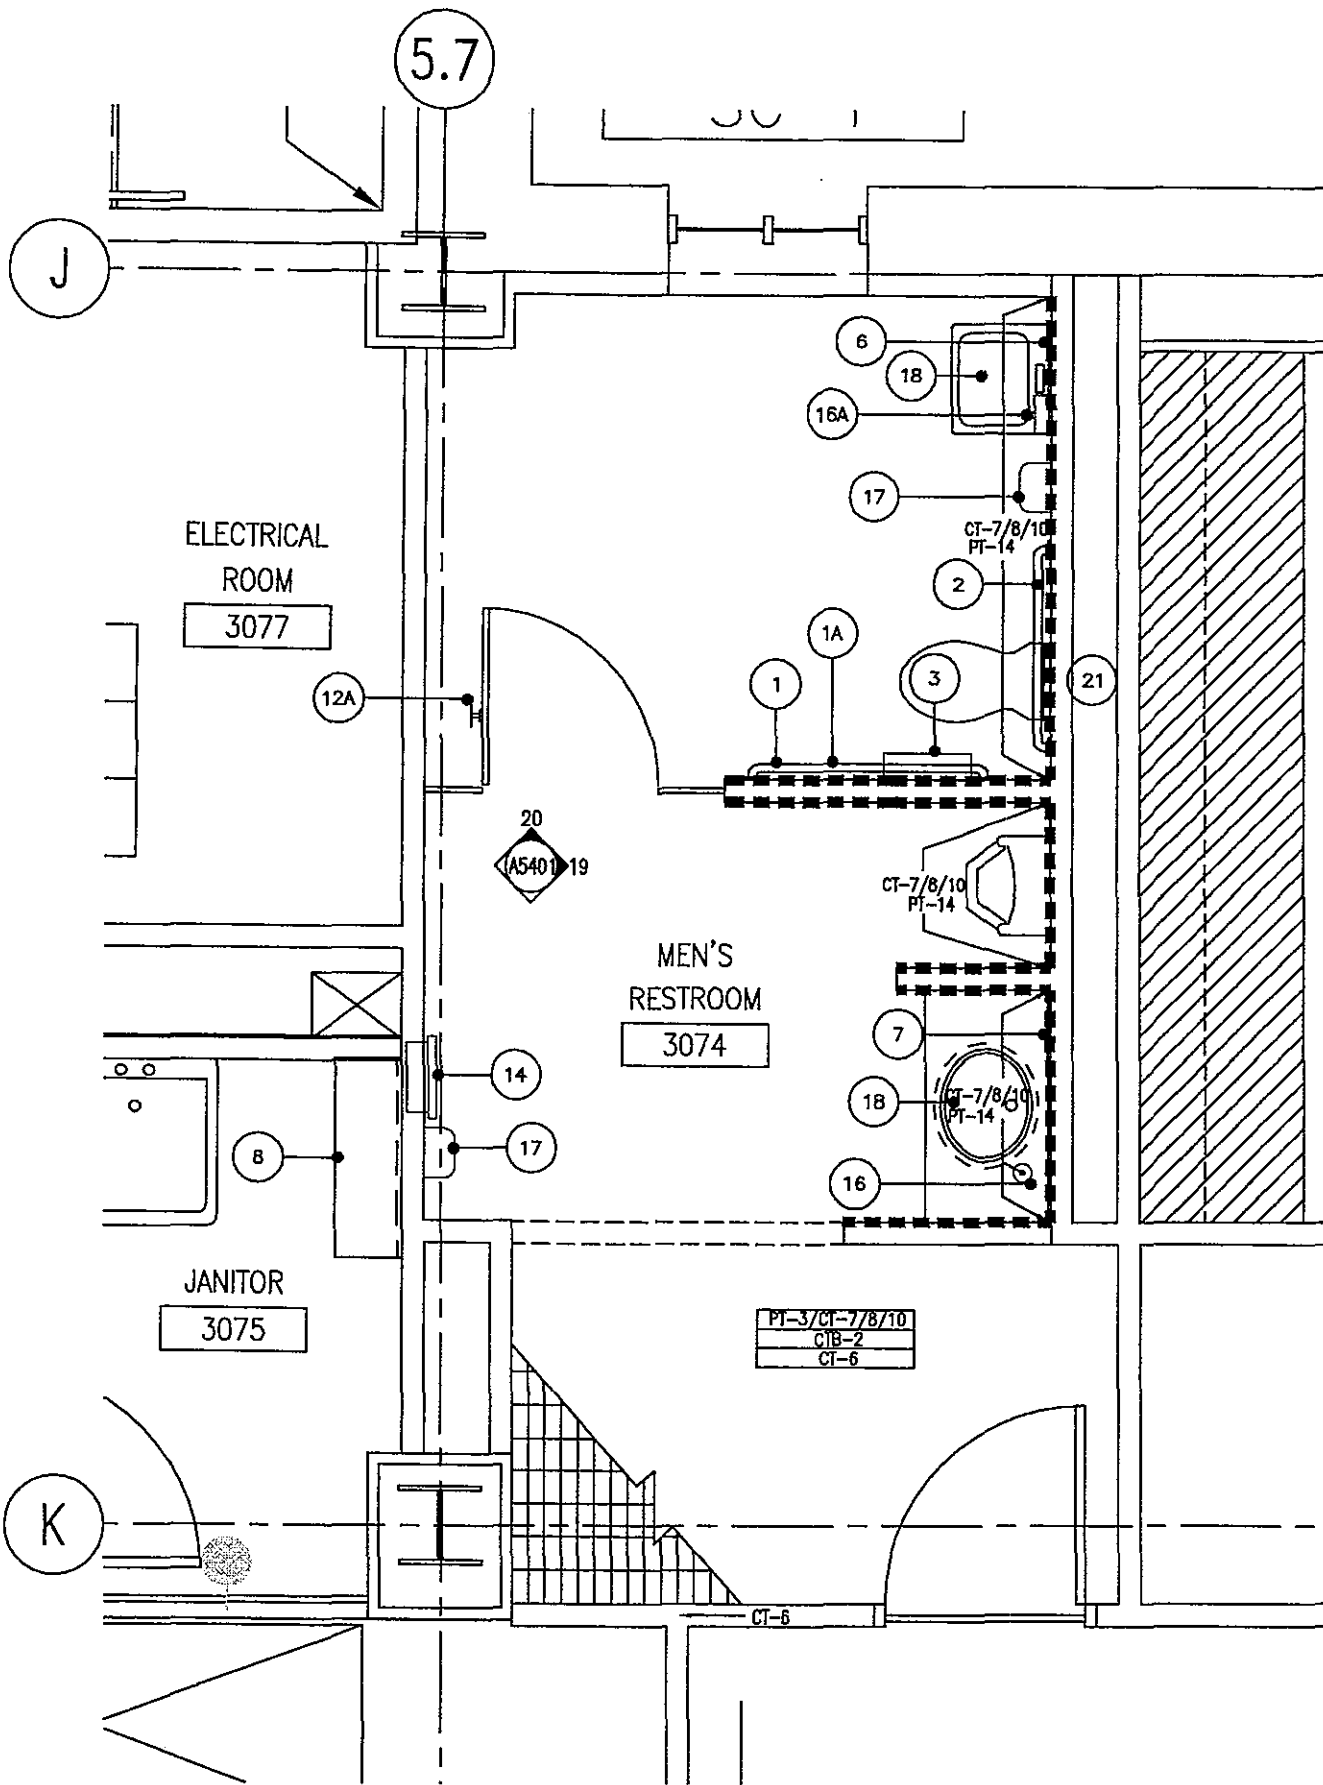 5.7
J
6
18
16A
17
CT-7/8/10
PT-14
ELECTRICAL
ROOM
3077
2
1A
12A
1
3
21
20
A5401
19
CT-7/8/10
PT-14
MEN'S
RESTROOM
3074
7
14
18
CT-7/8/10
PT-14
17
8
16
JANITOR
3075
PT-3/CT-7/8/10
CTB-2
CT-6
K
CT-6